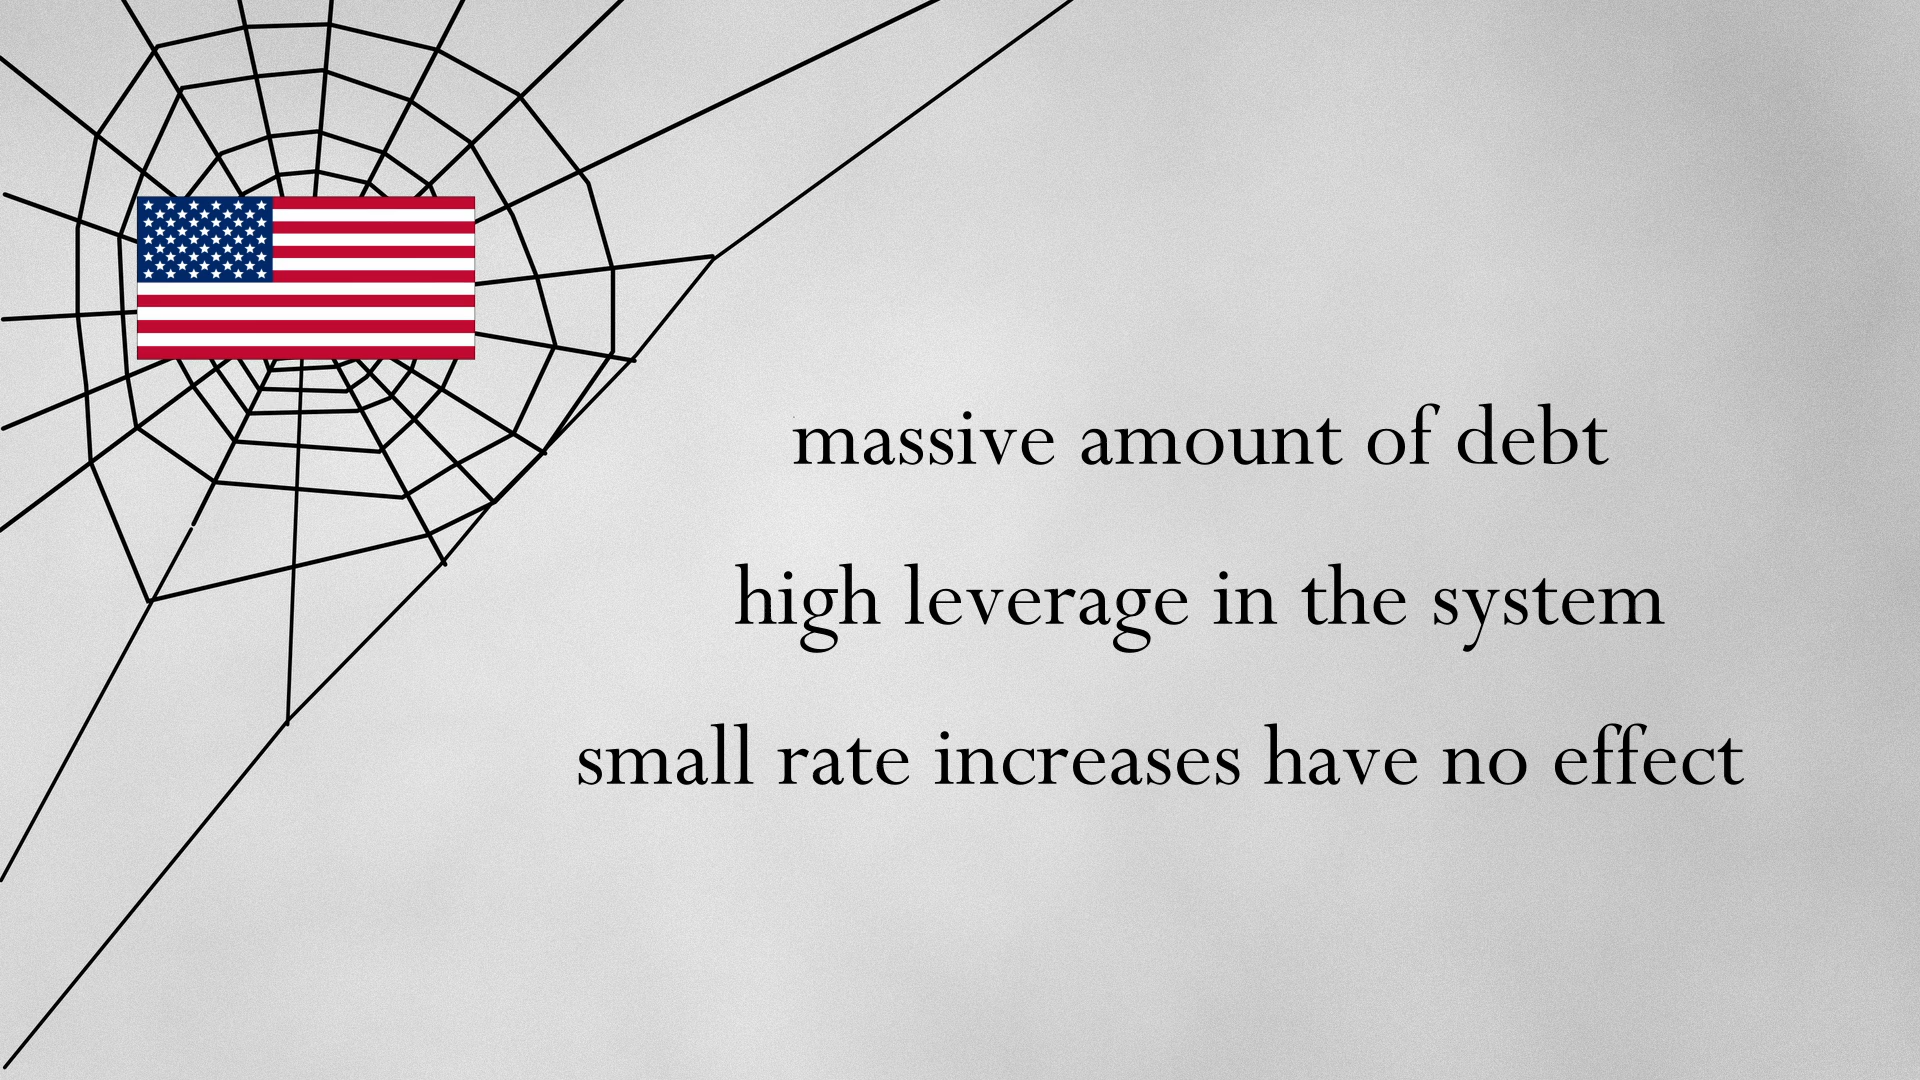 massive amount of debt
high leverage in the system
small rate increases have no effect